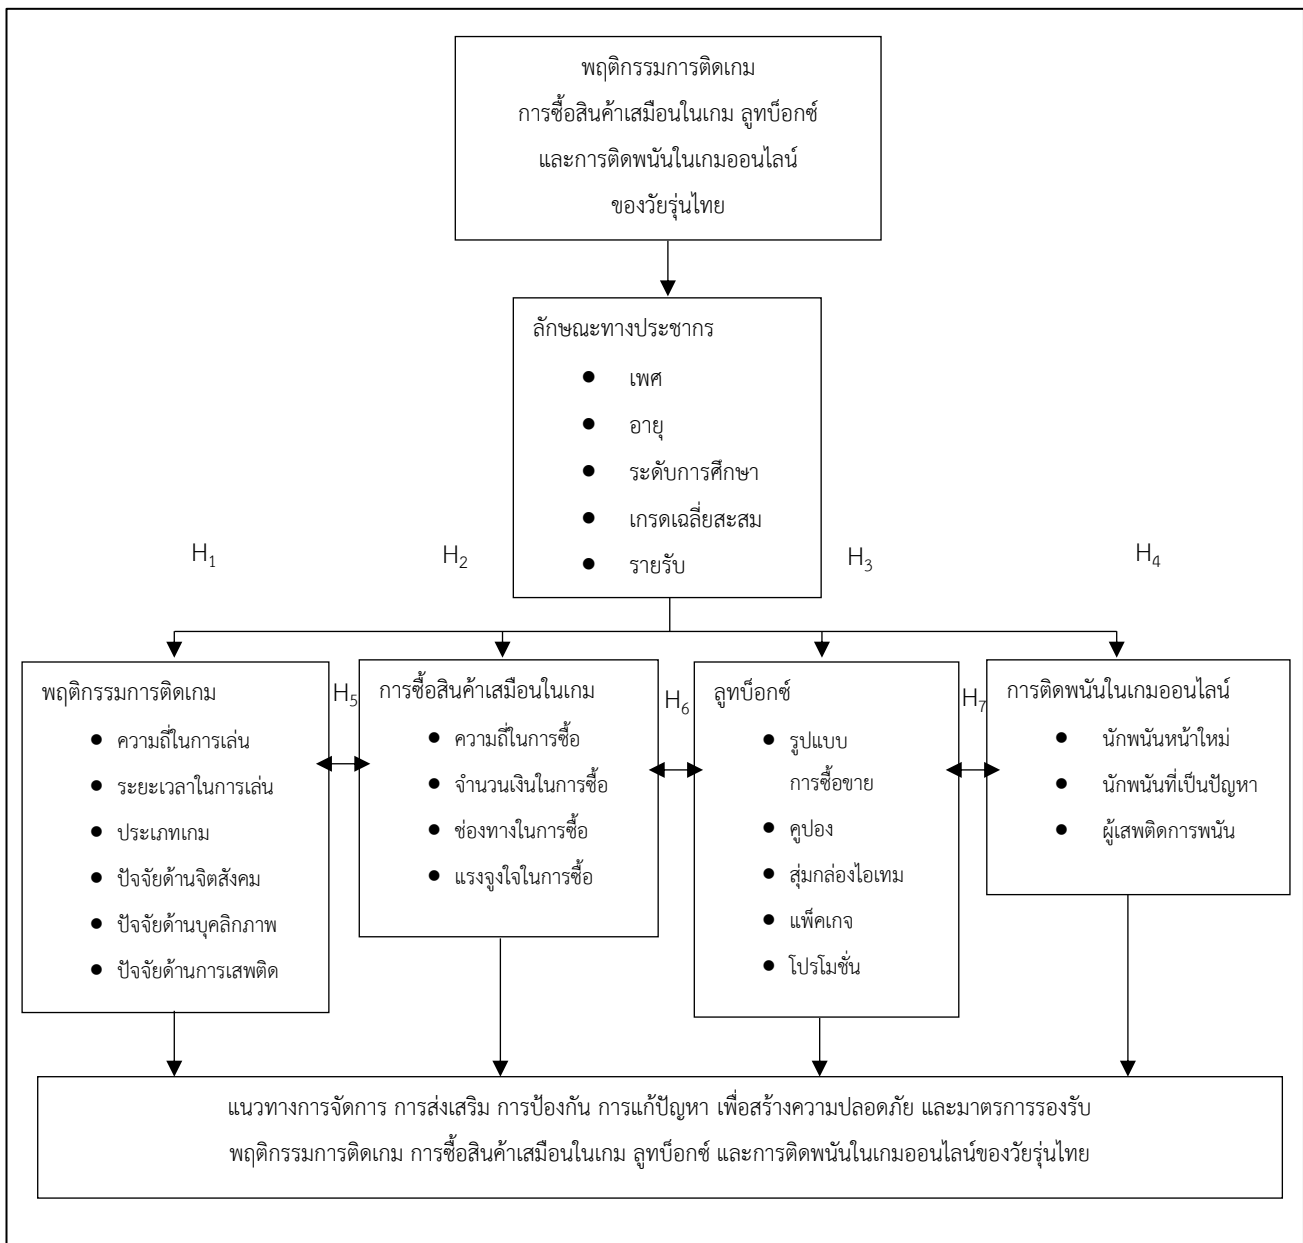 พฤติกรรมการติดเกม
การซื้อสินค้าเสมือนในเกม ลูทบ็อกซ์
และการติดพนันในเกมออนไลน์
ของวัยรุ่นไทย
ลักษณะทางประชากร
● เพศ
● อายุ
● ระดับการศึกษา
● เกรดเฉลี่ยสะสม
● รายรับ
H1
H2
H3
H4
พฤติกรรมการติดเกม
● ความถี่ในการเล่น
● ระยะเวลาในการเล่น
● ประเภทเกม
● ปัจจัยด้านจิตสังคม
● ปัจจัยด้านบุคลิกภาพ
● ปัจจัยด้านการเสพติด
H5
การซื้อสินค้าเสมือนในเกม
● ความถี่ในการซื้อ
● จำนวนเงินในการซื้อ
● ช่องทางในการซื้อ
● แรงจูงใจในการซื้อ
H6
ลูทบ็อกซ์
● รูปแบบ
การซื้อขาย
● คูปอง
● สุ่มกล่องไอเทม
● แพ็คเกจ
● โปรโมชั่น
H7
การติดพนันในเกมออนไลน์
● นักพนันหน้าใหม่
● นักพนันที่เป็นปัญหา
● ผู้เสพติดการพนัน
แนวทางการจัดการ การส่งเสริม การป้องกัน การแก้ปัญหา เพื่อสร้างความปลอดภัย และมาตรการรองรับ
พฤติกรรมการติดเกม การซื้อสินค้าเสมือนในเกม ลูทบ็อกซ์ และการติดพนันในเกมออนไลน์ของวัยรุ่นไทย